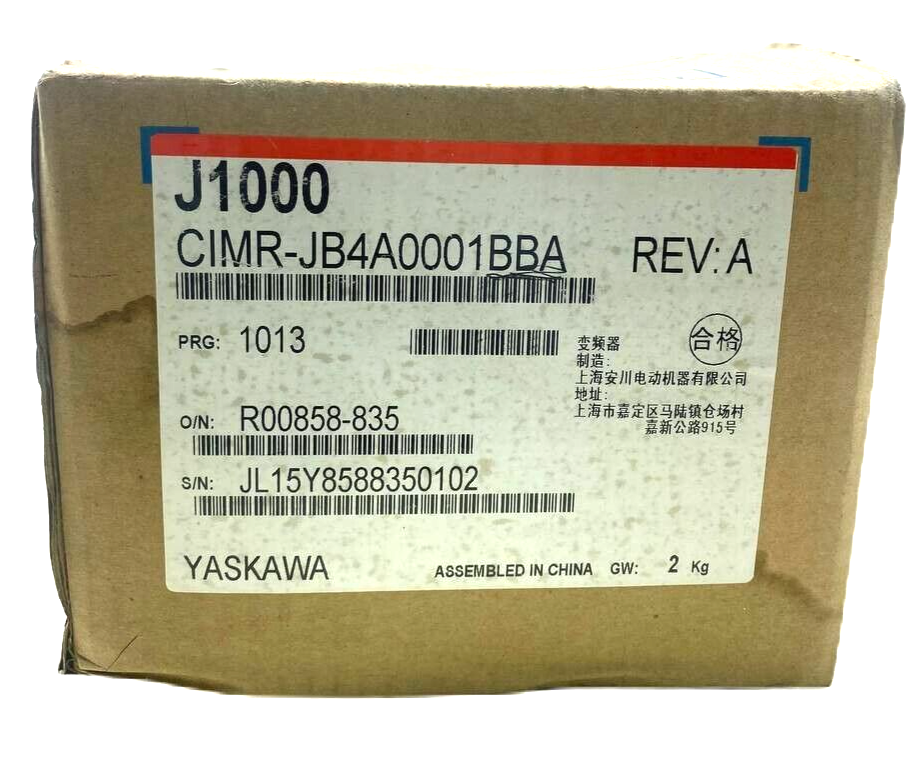 J1000
CIMR-JB4A0001BBA REV: A
PRG: 1013
变频器
合格
制造:
上海安川电动机器有限公司
地址:
上海市嘉定区马陆镇仓场村
嘉新公路915号
O/N: R00858-835
S/N: JL15Y8588350102
YASKAWA ASSEMBLED IN CHINA GW: 2 Kg